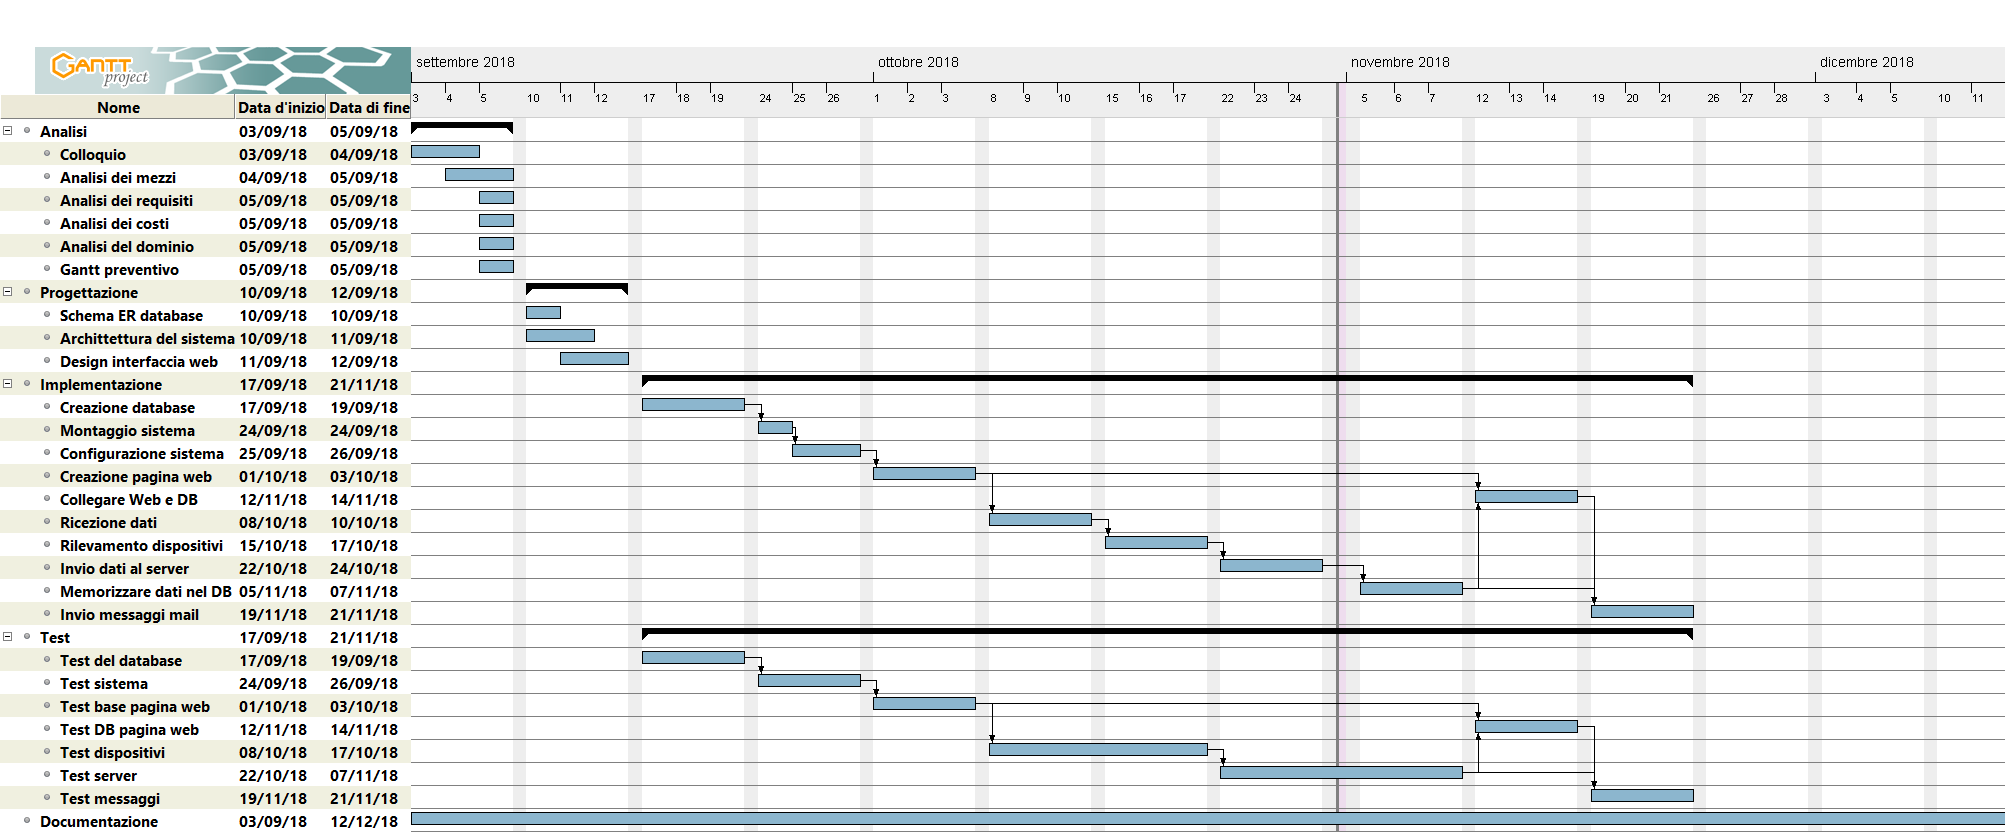 GANTT
project
settembre 2018 ottobre 2018 novembre 2018 dicembre 2018
3 4 5 10 11 12 17 18 19 24 25 26 1 2 3 8 9 10 15 16 17 22 23 24 5 6 7 12 13 14 19 20 21 26 27 28 3 4 5 10 11
Nome Data d'inizio Data di fine
Analisi 03/09/18 05/09/18
Colloquio 03/09/18 04/09/18
Analisi dei mezzi 04/09/18 05/09/18
Analisi dei requisiti 05/09/18 05/09/18
Analisi dei costi 05/09/18 05/09/18
Analisi del dominio 05/09/18 05/09/18
Gantt preventivo 05/09/18 05/09/18
Progettazione 10/09/18 12/09/18
Schema ER database 10/09/18 10/09/18
Archittettura del sistema 10/09/18 11/09/18
Design interfaccia web 11/09/18 12/09/18
Implementazione 17/09/18 21/11/18
Creazione database 17/09/18 19/09/18
Montaggio sistema 24/09/18 24/09/18
Configurazione sistema 25/09/18 26/09/18
Creazione pagina web 01/10/18 03/10/18
Collegare Web e DB 12/11/18 14/11/18
Ricezione dati 08/10/18 10/10/18
Rilevamento dispositivi 15/10/18 17/10/18
Invio dati al server 22/10/18 24/10/18
Memorizzare dati nel DB 05/11/18 07/11/18
Invio messaggi mail 19/11/18 21/11/18
Test 17/09/18 21/11/18
Test del database 17/09/18 19/09/18
Test sistema 24/09/18 26/09/18
Test base pagina web 01/10/18 03/10/18
Test DB pagina web 12/11/18 14/11/18
Test dispositivi 08/10/18 17/10/18
Test server 22/10/18 07/11/18
Test messaggi 19/11/18 21/11/18
Documentazione 03/09/18 12/12/18